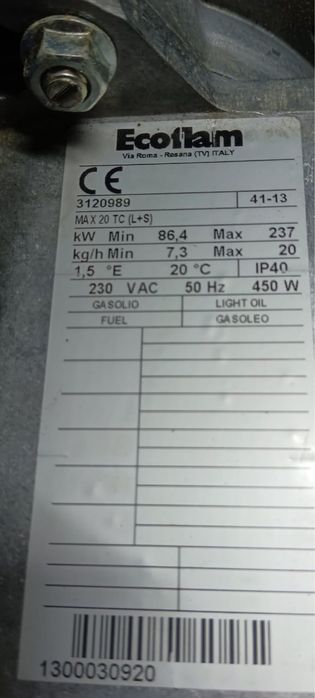 Ecoflam
Via Roma - Resana (TV) ITALY
CE
3120989 41-13
MAX 20 TC (L+S)
kW Min 86,4 Max 237
kg/h Min 7,3 Max 20
1,5 °E 20 °C IP40
230 VAC 50 Hz 450 W
GASOLIO LIGHT OIL
FUEL GASOLEO
1300030920